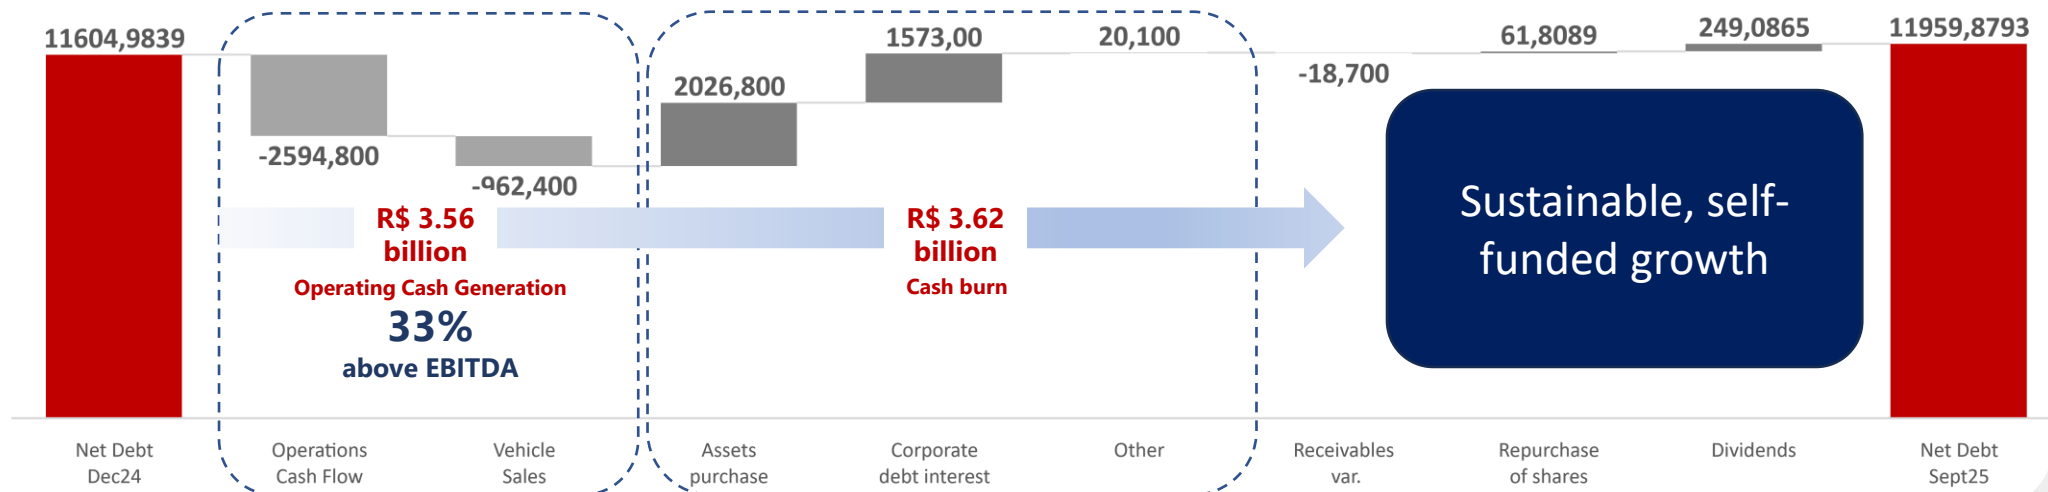 11604,9839
-2594,800
-962,400
2026,800
1573,00
20,100
-18,700
61,8089
249,0865
11959,8793
R$ 3.56
billion
Operating Cash Generation
33%
above EBITDA
R$ 3.62
billion
Cash burn
Sustainable, self-
funded growth
Net Debt
Dec24
Operations
Cash Flow
Vehicle
Sales
Assets
purchase
Corporate
debt interest
Other
Receivables
var.
Repurchase
of shares
Dividends
Net Debt
Sept25